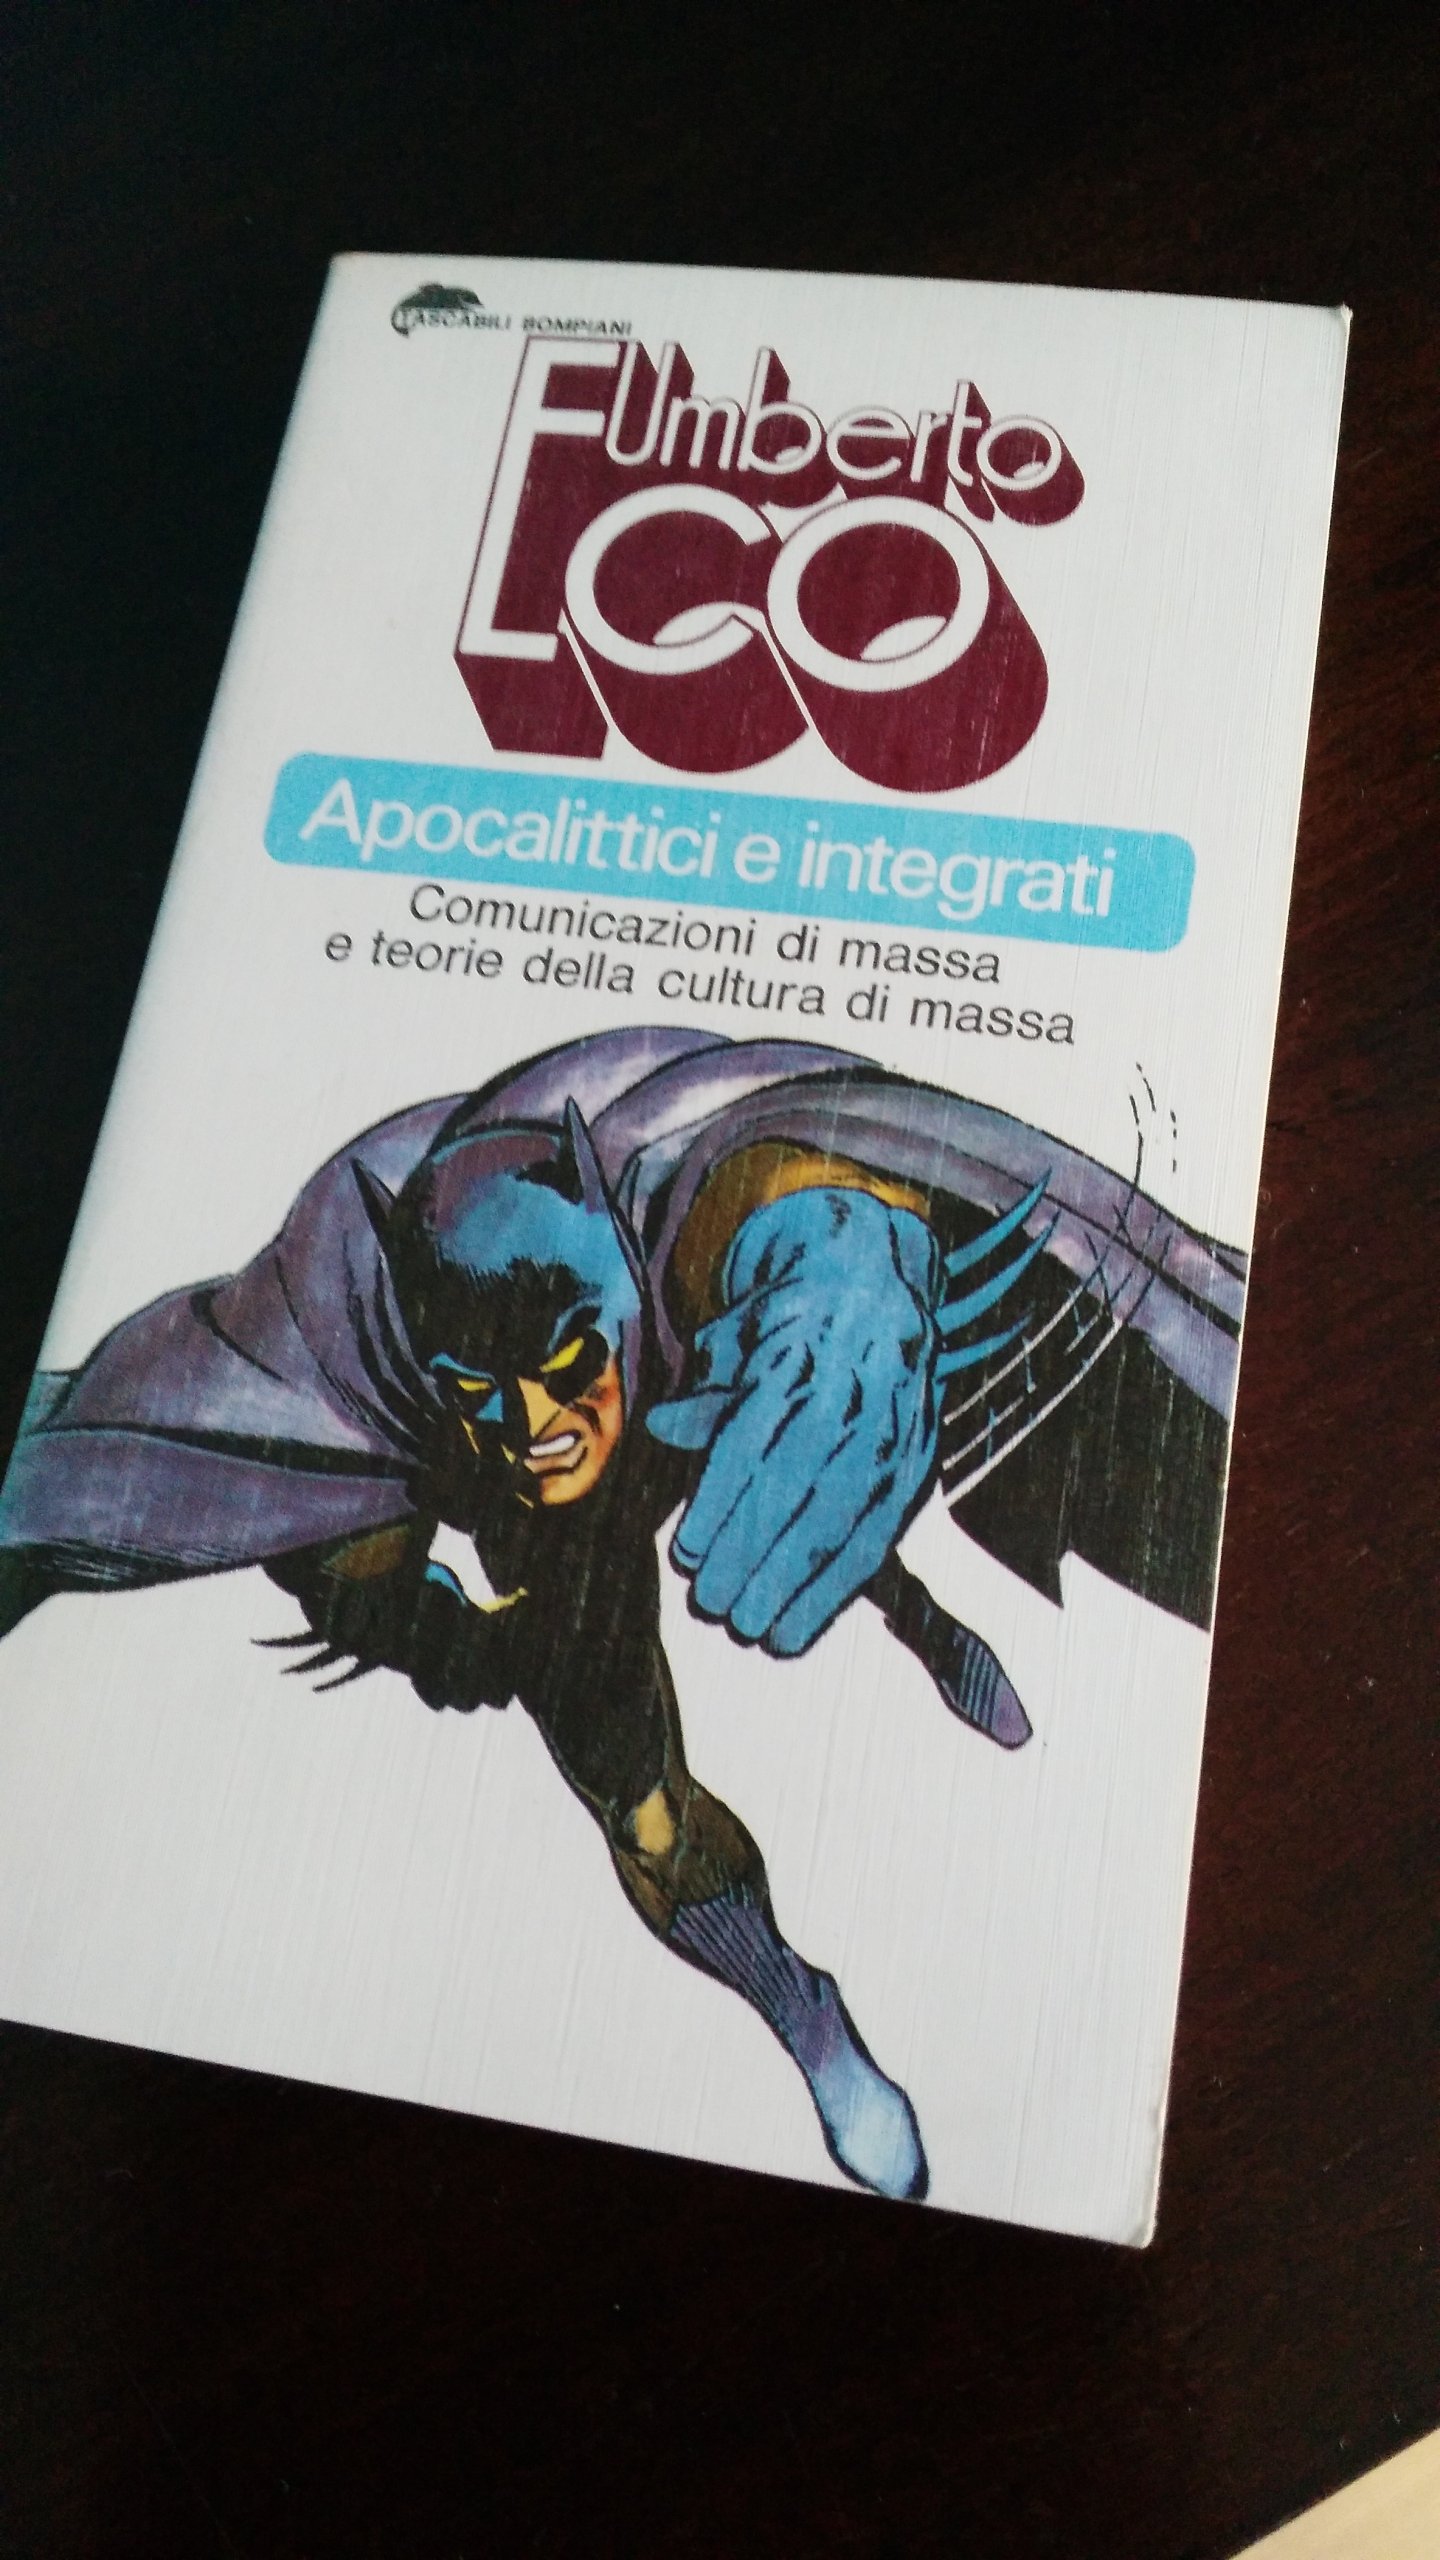 TASCABILI BOMPIANI
Umberto
Eco
Apocalittici e integrati
Comunicazioni di massa
e teorie della cultura di massa